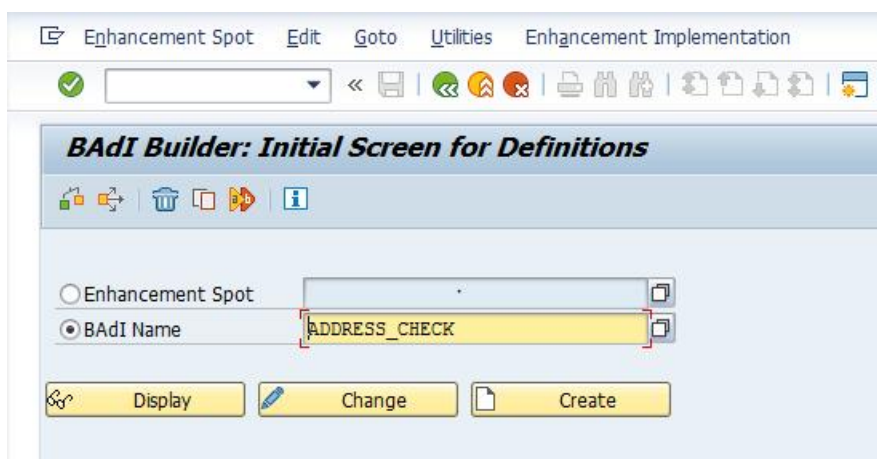 Enhancement Spot Edit Goto Utilities Enhancement Implementation
BAdI Builder: Initial Screen for Definitions
Enhancement Spot
BAdI Name ADDRESS_CHECK
Display Change Create